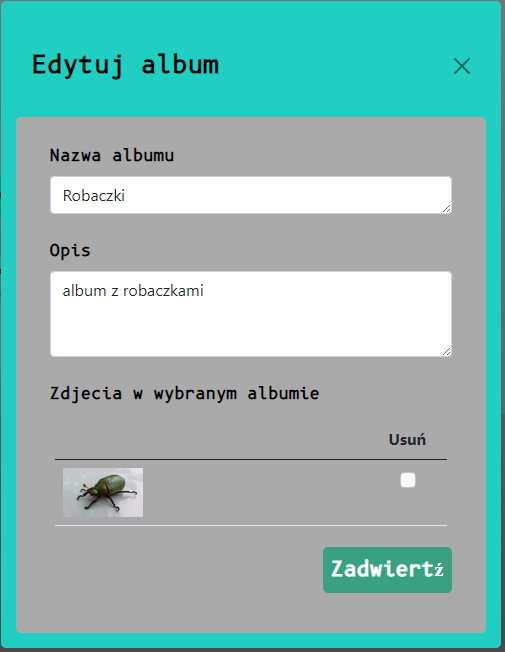 Edytuj album
Nazwa albumu
Robaczki
Opis
album z robaczkami
Zdjecia w wybranym albumie
Usuń
Zadwiertź